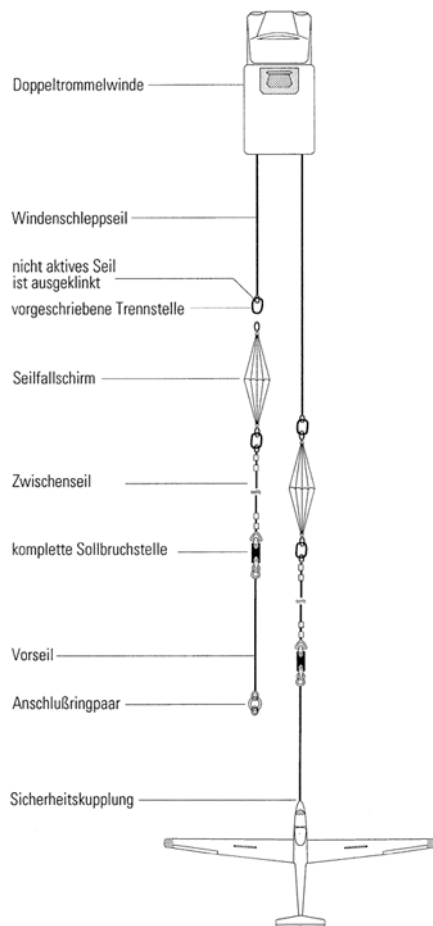 Doppeltrommelwinde
Windenschleppseil
nicht aktives Seil
ist ausgeklinkt
vorgeschriebene Trennstelle
Seilfallschirm
Zwischenseil
komplette Sollbruchstelle
Vorseil
Anschlußringpaar
Sicherheitskupplung